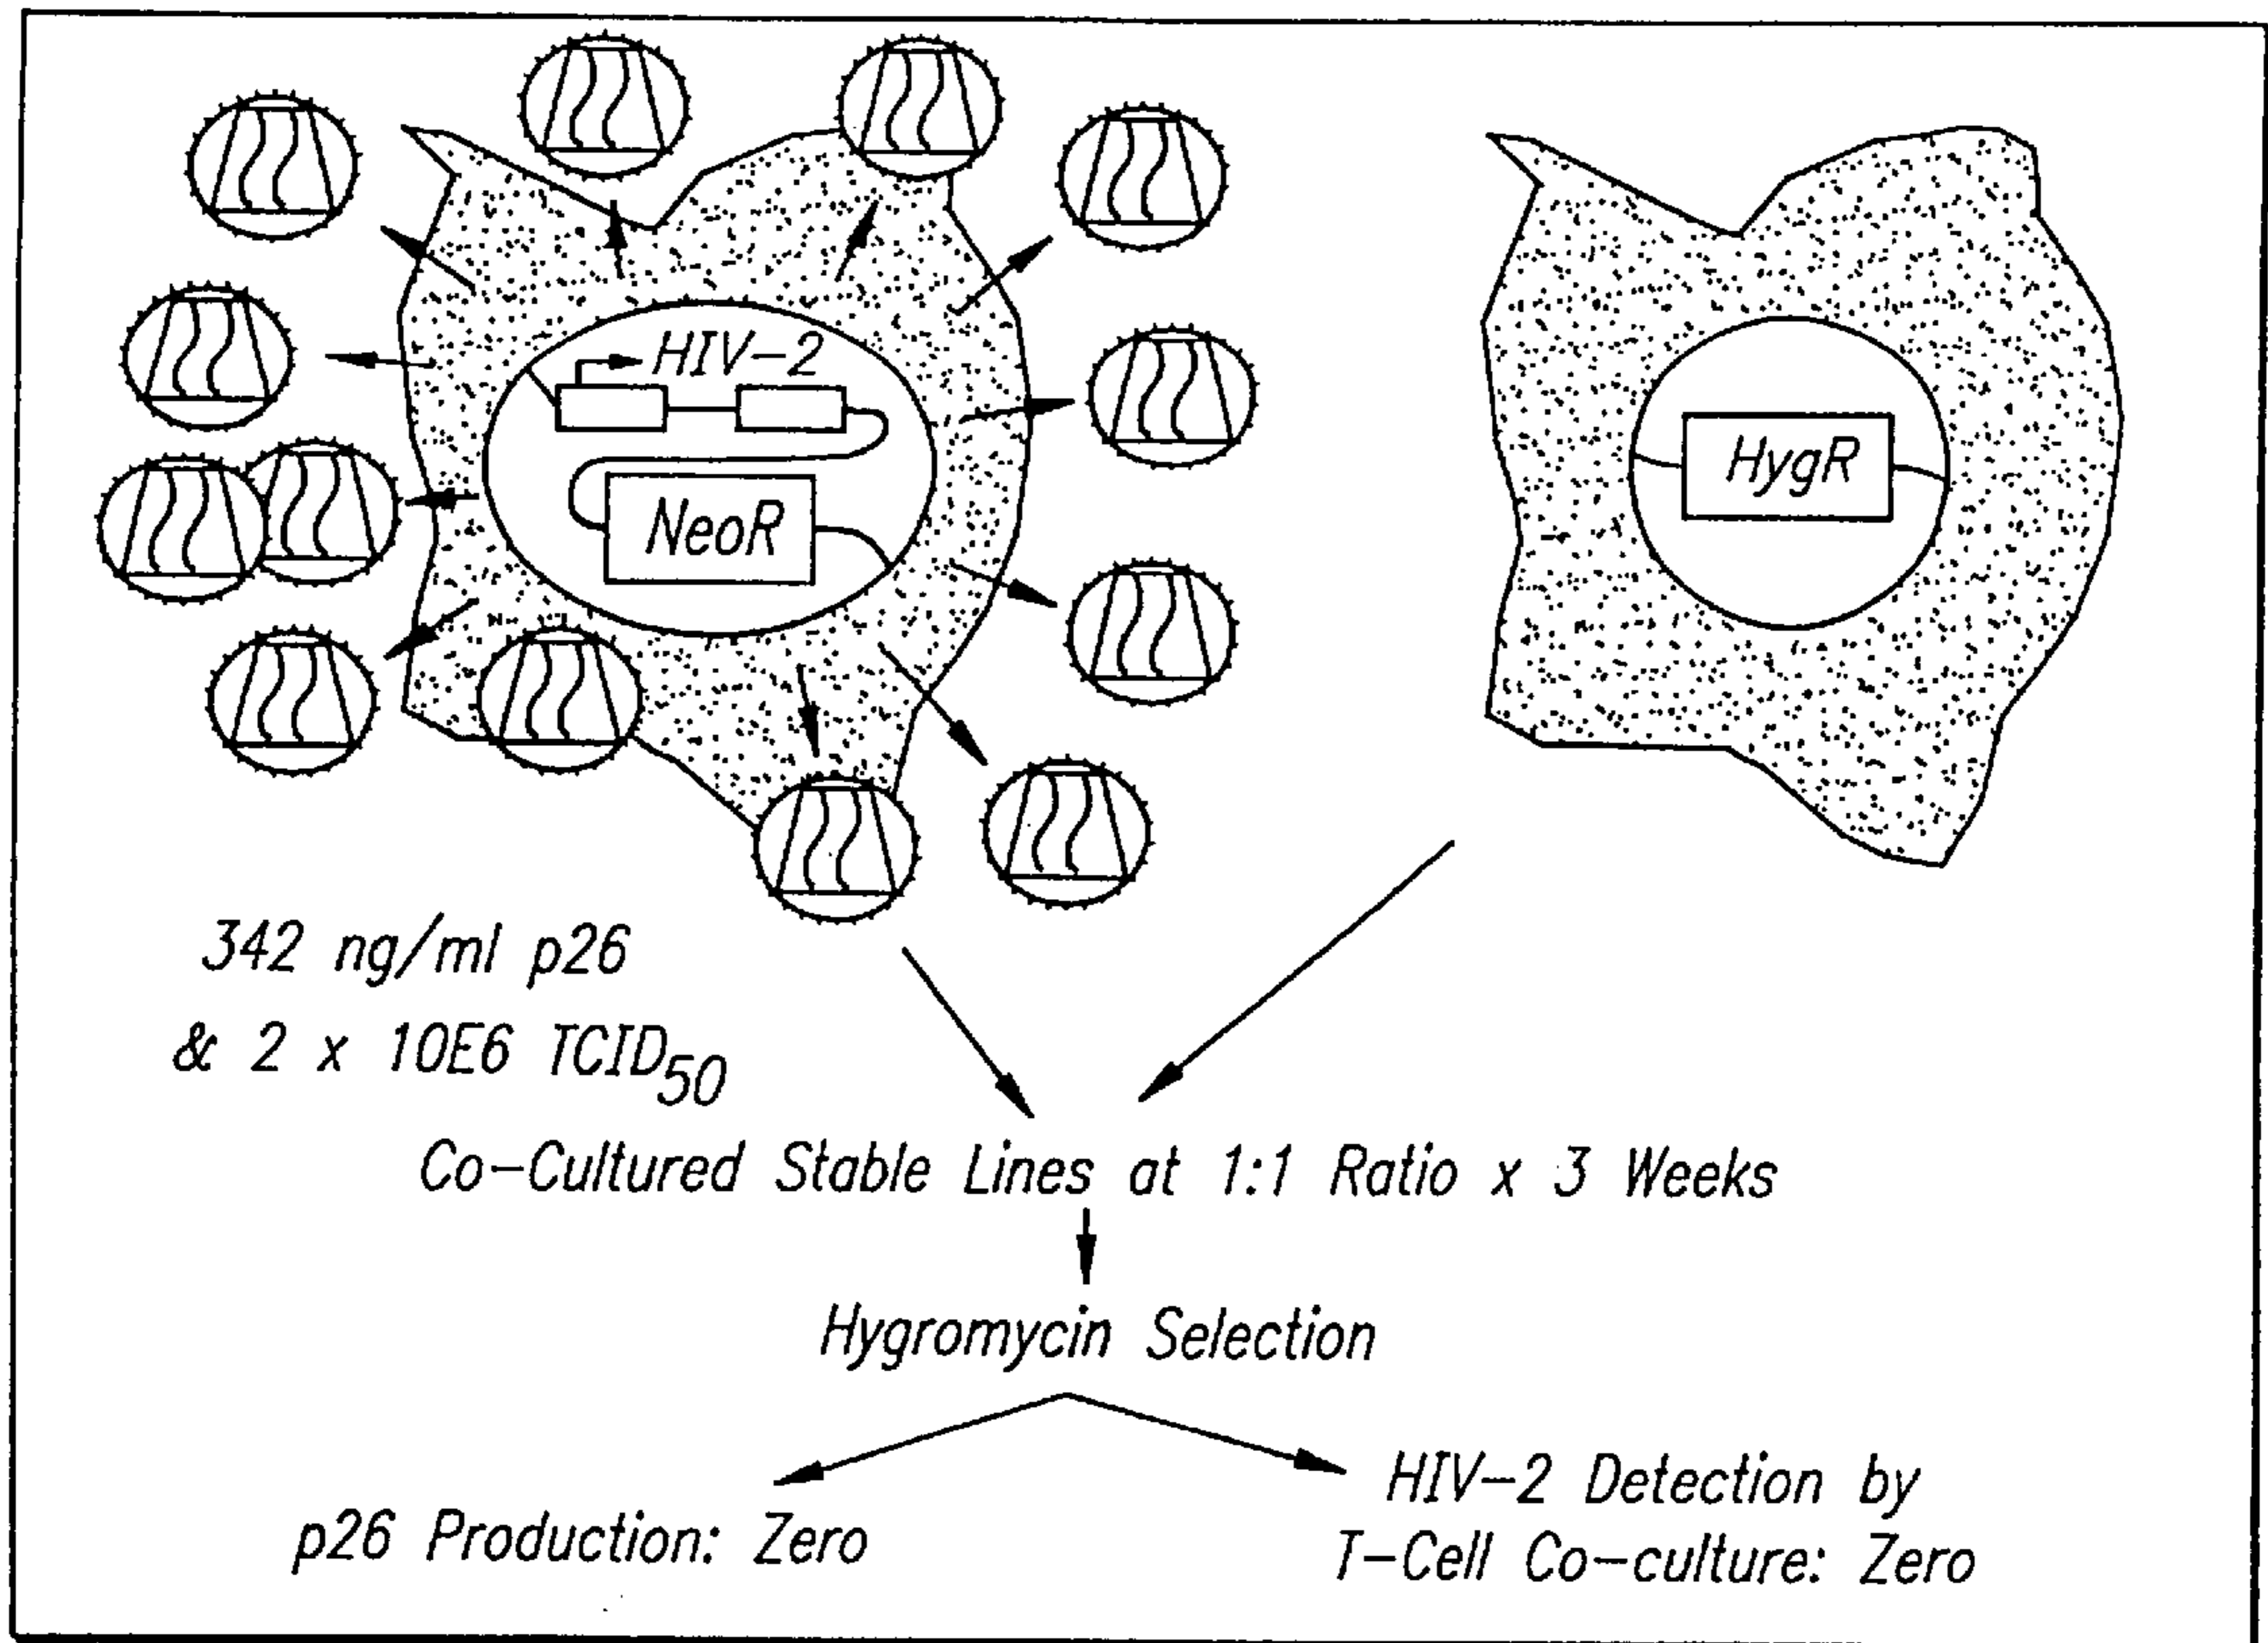 HIV-2
NeoR
HygR
342 ng/ml p26
& 2 x 10E6 TCID50
Co-Cultured Stable Lines at 1:1 Ratio x 3 Weeks
Hygromycin Selection
p26 Production: Zero
HIV-2 Detection by
T-Cell Co-culture: Zero